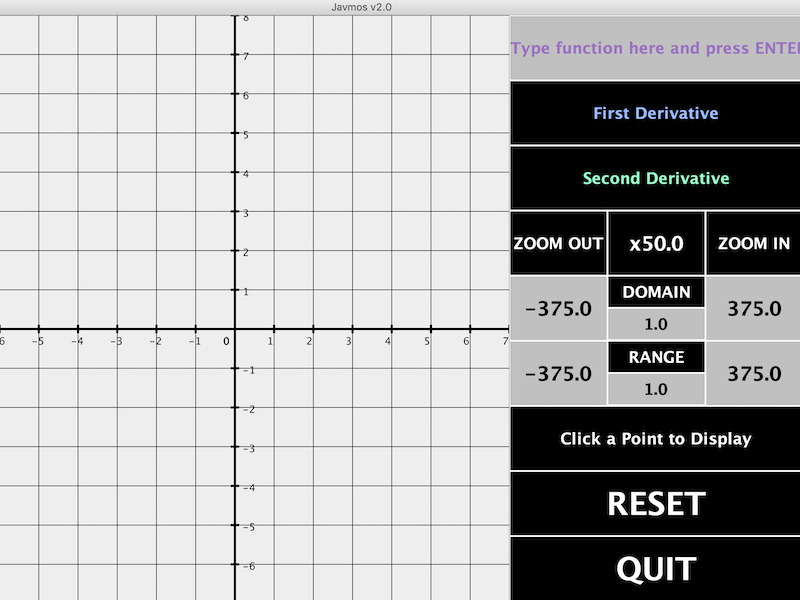 Javmos v2.0
8
7
6
5
4
3
2
1
6 -5 -4 -3 -2 -1 0 1 2 3 4 5 6 7
-1
-2
-3
-4
-5
-6
Type function here and press ENTE
First Derivative
Second Derivative
ZOOM OUT x50.0 ZOOM IN
DOMAIN
-375.0 375.0
1.0
RANGE
-375.0 375.0
1.0
Click a Point to Display
RESET
QUIT